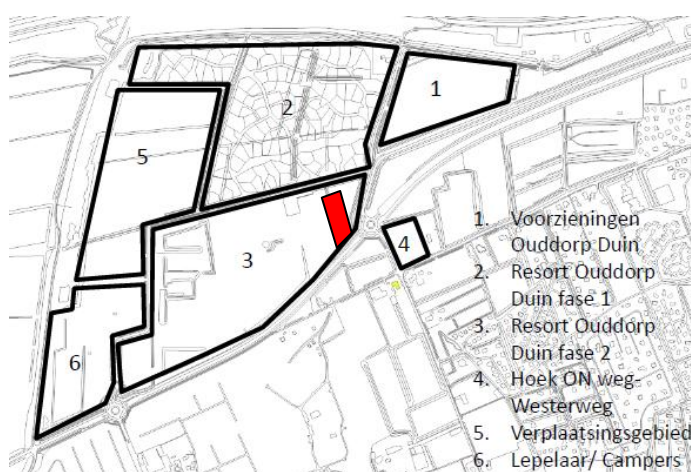 1
2
5
3
4
6
1. Voorzieningen
Ouddorp Duin
2. Resort Ouddorp
Duin fase 1
3. Resort Ouddorp
Duin fase 2
4. Hoek ON weg-
Westerweg
5. Verplaatsingsgebied
6. Lepelaar/ Campers